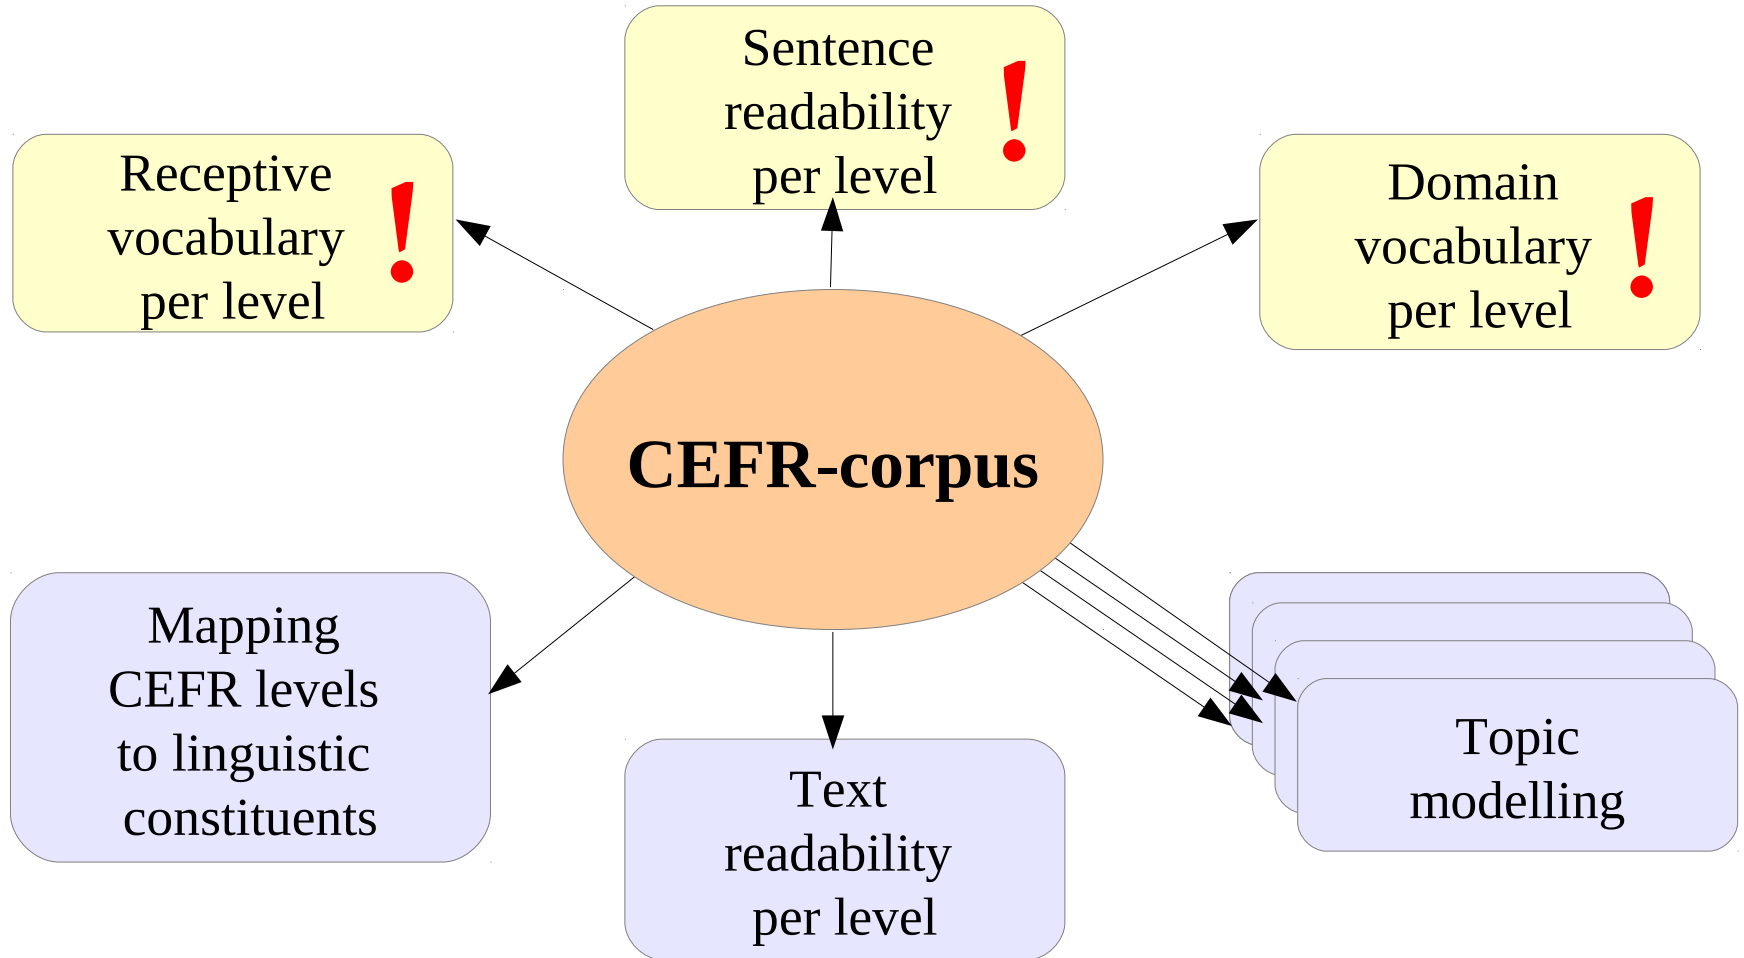 Sentence
readability
per level
!
Receptive
vocabulary
per level
!
Domain
vocabulary
per level
!
CEFR-corpus
Mapping
CEFR levels
to linguistic
constituents
Text
readability
per level
Topic
modelling